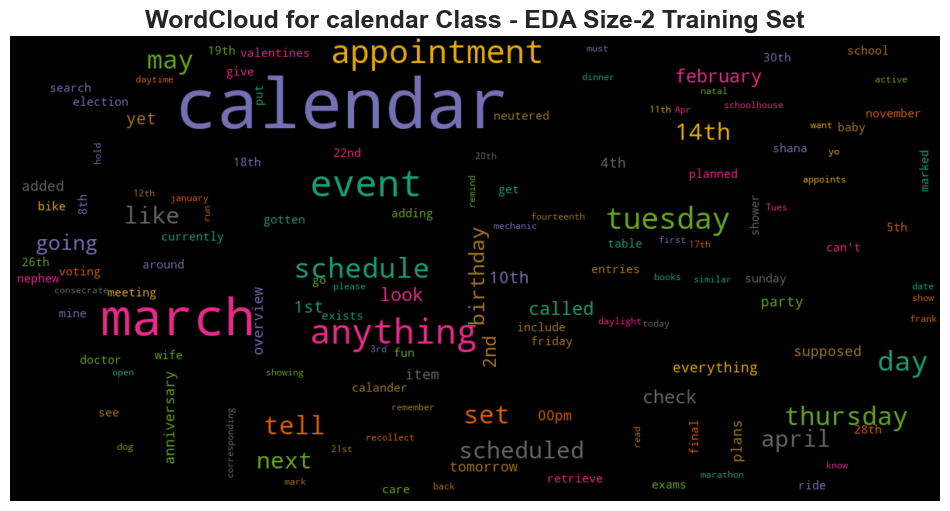 WordCloud for calendar Class - EDA Size-2 Training Set
may
19th
valentines
appointment
must
30th
school
search
daytime
give
put
dinner
february
natal
active
election
calendar
yet
neutered
11th
Apr
schoolhouse
november
14th
want
baby
hold
18th
22nd
20th
4th
shana
yo
marked
planned
appoints
added
8th
12th
january
event
remind
get
bike
like
run
gotten
adding
mechanic
fourteenth
tuesday
shower
Tues
5th
going
currently
table
first
17th
can't
26th
voting
around
schedule
birthday
10th
entries
books
similar
sunday
nephew
consecrate
meeting
go
please
look
date
mine
march
overview
1st
exists
anything
called
include
friday
daylight
today
party
show
frank
doctor
wife
3rd
fun
2nd
supposed
day
open
anniversary
showing
item
calander
everything
see
remember
check
tell
set
00pm
thursday
dog
corresponding
recollect
21st
scheduled
read
final
plans
april
28th
next
tomorrow
retrieve
marathon
know
mark
care
back
exams
ride